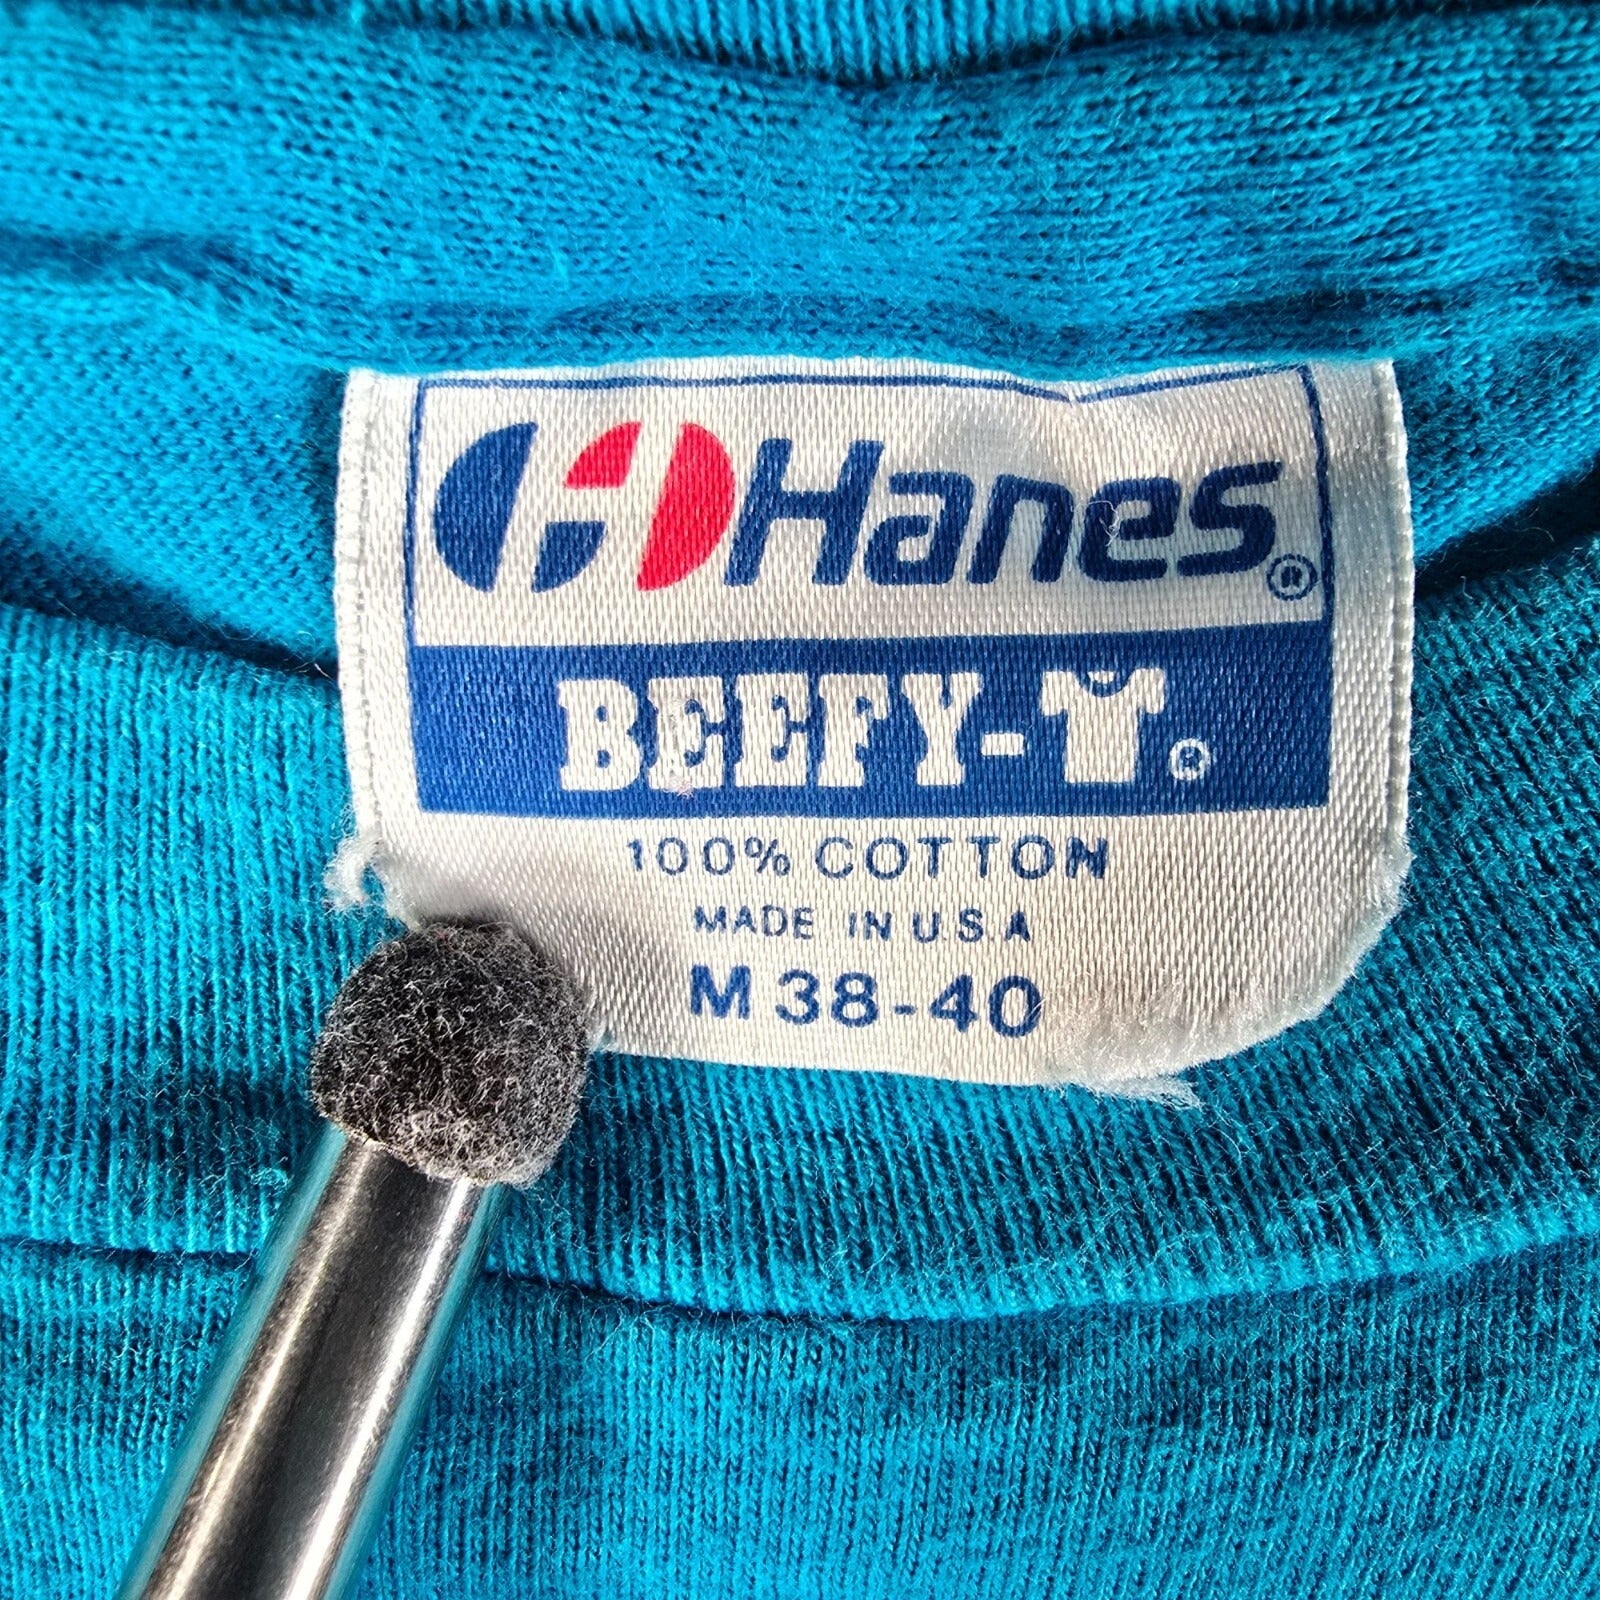 Hanes®
BEEFY-T®
100% COTTON
MADE IN U S A
M 38-40